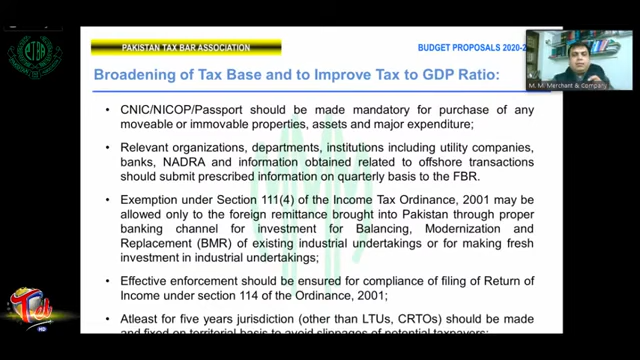 PTBA
PAKISTAN TAX BAR ASSOCIATION
BUDGET PROPOSALS 2020-2
M. M. Merchant & Company
Broadening of Tax Base and to Improve Tax to GDP Ratio:
• CNIC/NICOP/Passport should be made mandatory for purchase of any
moveable or immovable properties, assets and major expenditure;
• Relevant organizations, departments, institutions including utility companies,
banks, NADRA and information obtained related to offshore transactions
should submit prescribed information on quarterly basis to the FBR.
• Exemption under Section 111(4) of the Income Tax Ordinance, 2001 may be
allowed only to the foreign remittance brought into Pakistan through proper
banking channel for investment for Balancing, Modernization and
Replacement (BMR) of existing industrial undertakings or for making fresh
investment in industrial undertakings;
• Effective enforcement should be ensured for compliance of filing of Return of
Income under section 114 of the Ordinance, 2001;
• Atleast for five years jurisdiction (other than LTUs, CRTOs) should be made
and fixed on territorial basis to avoid slippages of potential taxpayers;
HD